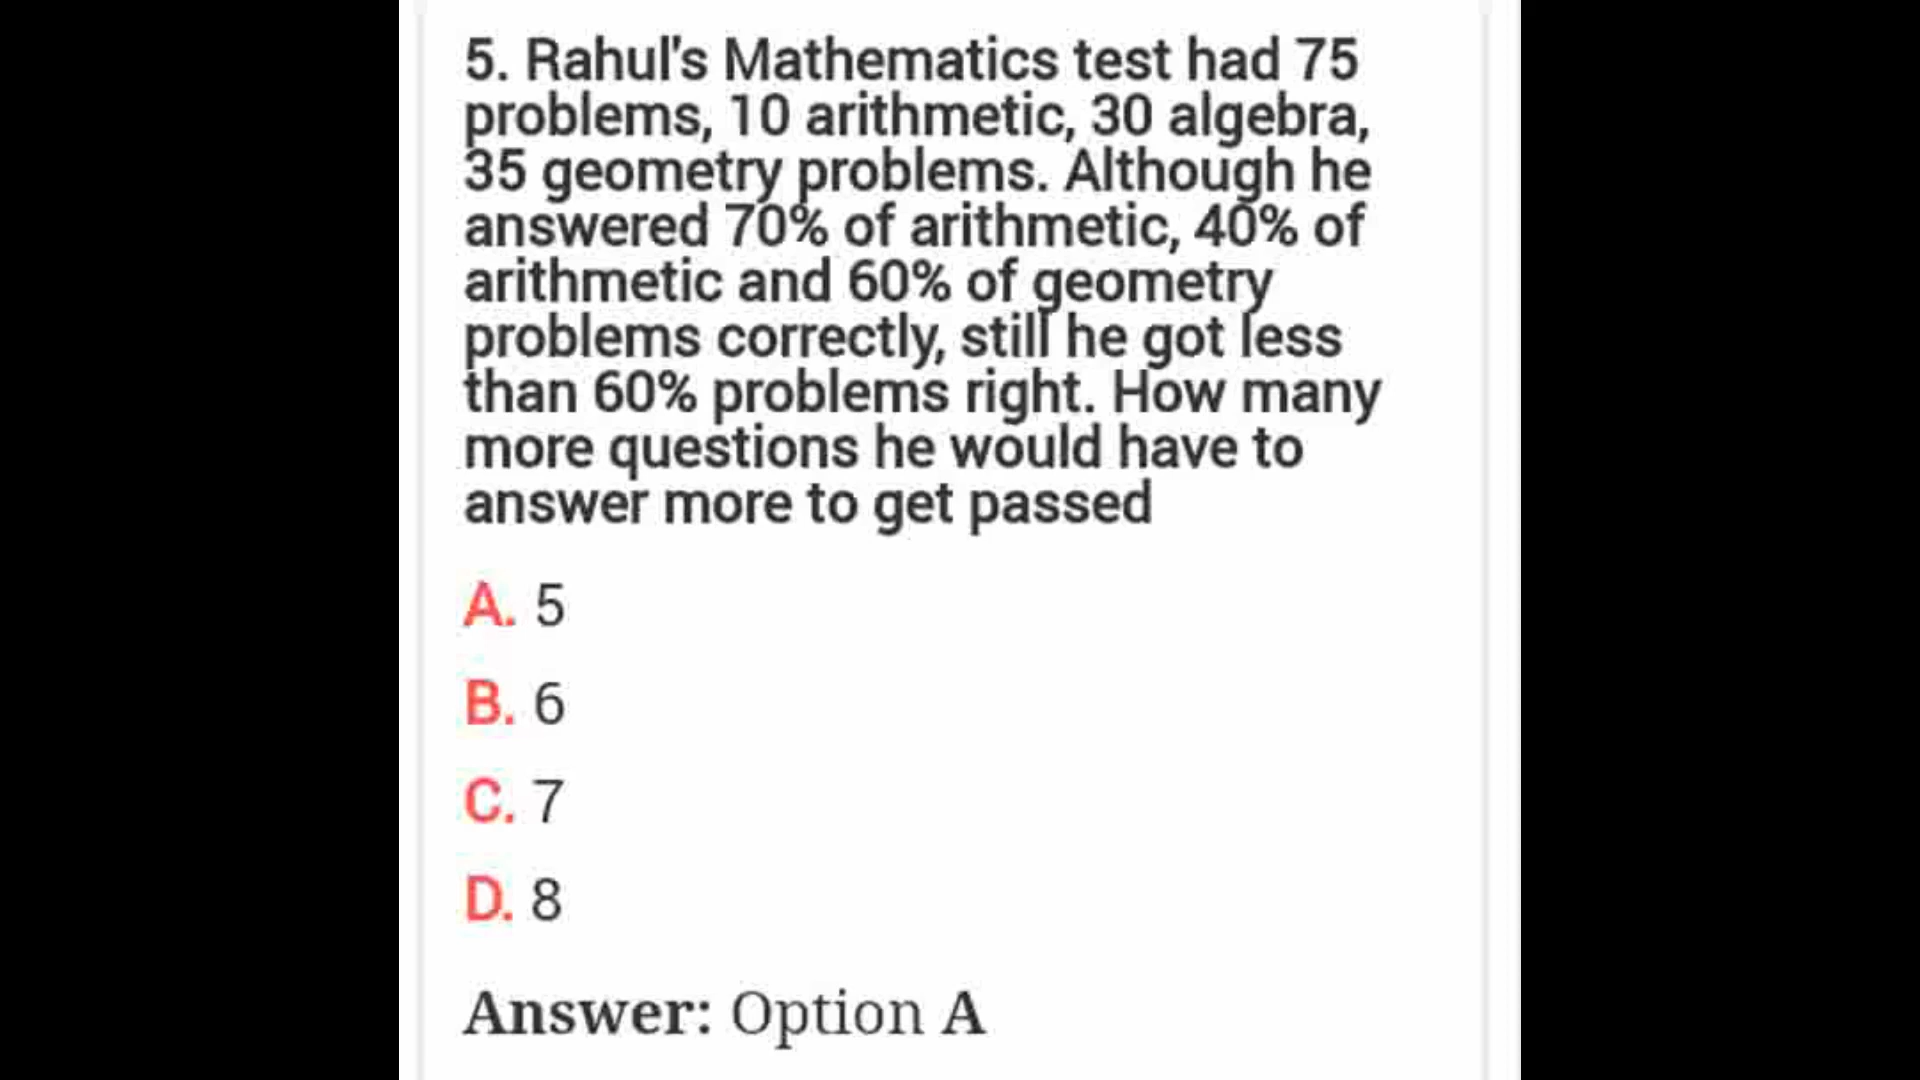 5. Rahul's Mathematics test had 75
problems, 10 arithmetic, 30 algebra,
35 geometry problems. Although he
answered 70% of arithmetic, 40% of
arithmetic and 60% of geometry
problems correctly, still he got less
than 60% problems right. How many
more questions he would have to
answer more to get passed
A. 5
B. 6
C. 7
D. 8
Answer: Option A